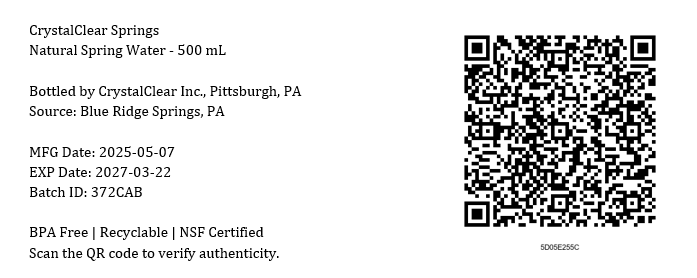 CrystalClear Springs
Natural Spring Water - 500 mL
Bottled by CrystalClear Inc., Pittsburgh, PA
Source: Blue Ridge Springs, PA
MFG Date: 2025-05-07
EXP Date: 2027-03-22
Batch ID: 372CAB
BPA Free | Recyclable | NSF Certified
Scan the QR code to verify authenticity.
5D05E255C